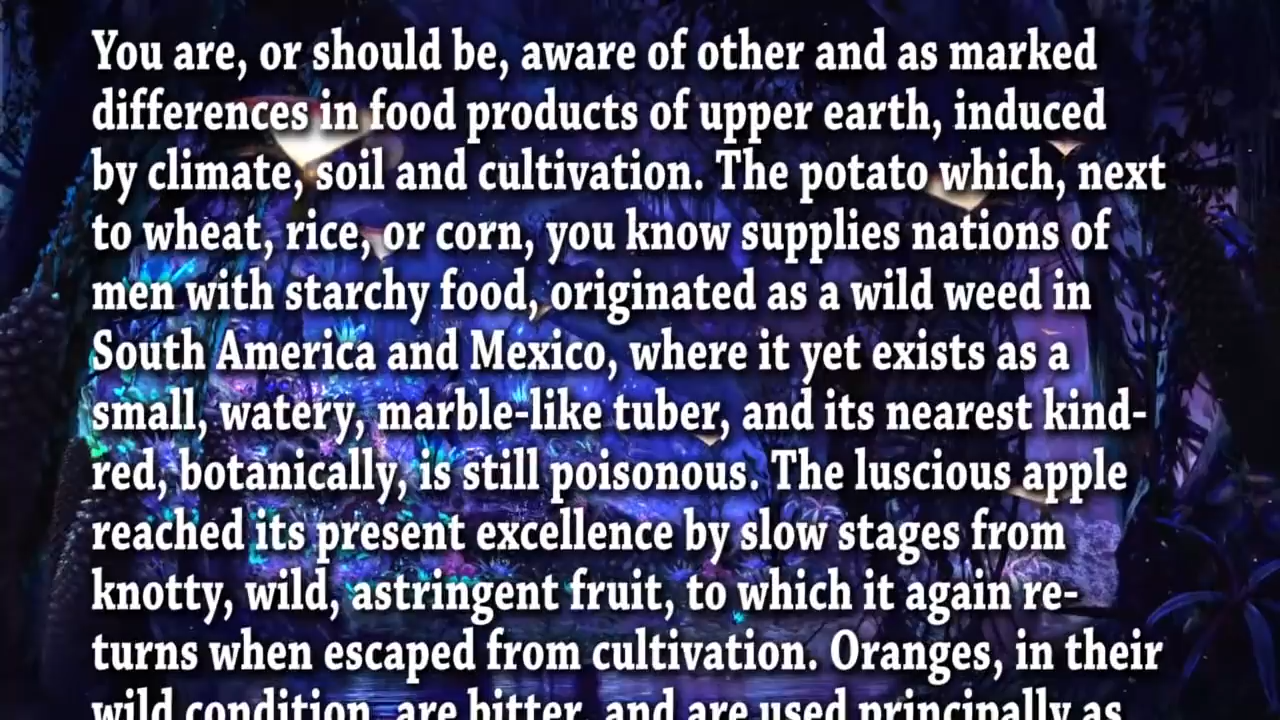 You are, or should be, aware of other and as marked
differences in food products of upper earth, induced
by climate, soil and cultivation. The potato which, next
to wheat, rice, or corn, you know supplies nations of
men with starchy food, originated as a wild weed in
South America and Mexico, where it yet exists as a
small, watery, marble-like tuber, and its nearest kind-
red, botanically, is still poisonous. The luscious apple
reached its present excellence by slow stages from
knotty, wild, astringent fruit, to which it again re-
turns when escaped from cultivation. Oranges, in their
wild condition, are bitter, and are used principally as